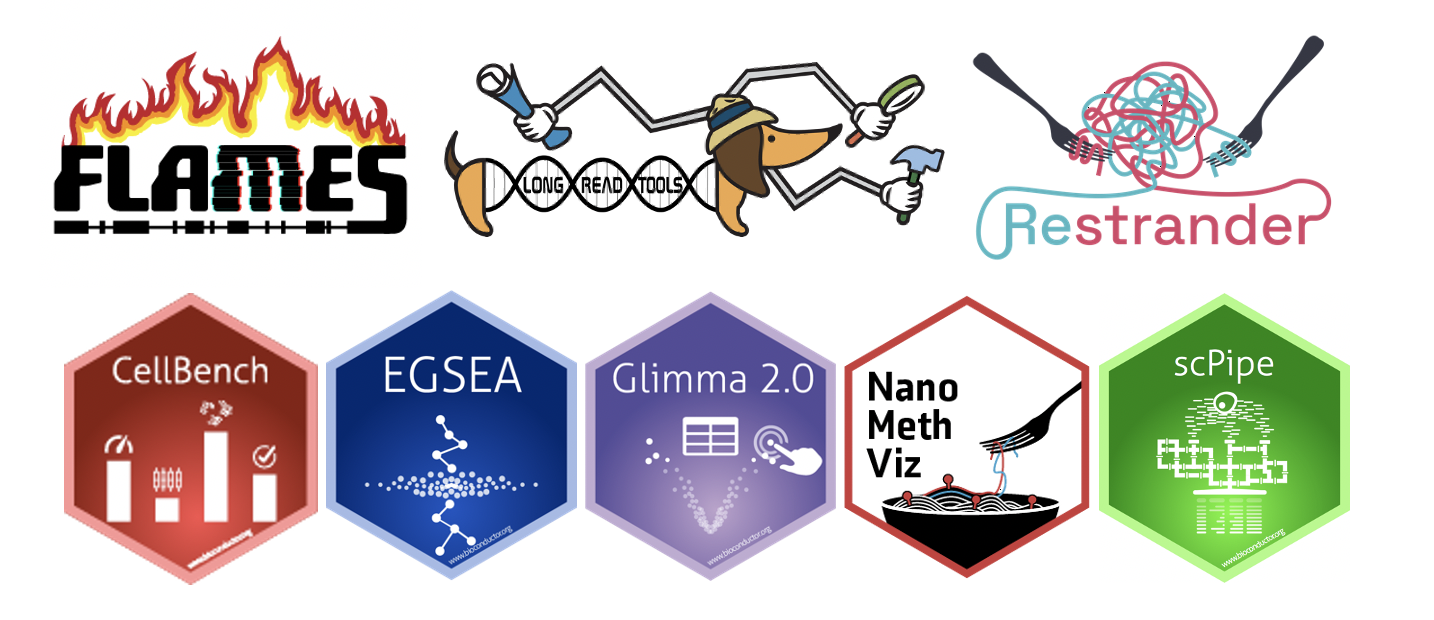 FLAMES
LONG READ TOOLS
Restrander
CellBench
www.bioconductor.org
EGSEA
www.bioconductor.org
Glimma 2.0
www.bioconductor.org
Nano
Meth
Viz
scPipe
www.bioconductor.org